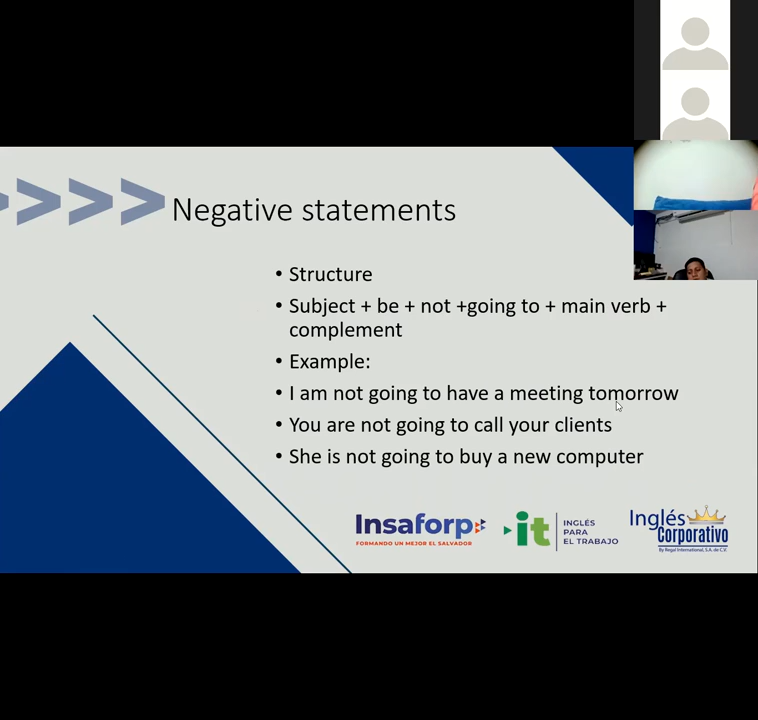 Negative statements
• Structure
• Subject + be + not +going to + main verb +
complement
• Example:
• I am not going to have a meeting tomorrow
• You are not going to call your clients
• She is not going to buy a new computer
Insaforp
FORMANDO UN MEJOR EL SALVADOR
it
INGLÉS
PARA
EL TRABAJO
Inglés
Corporativo
By Regal International, S.A. de C.V.